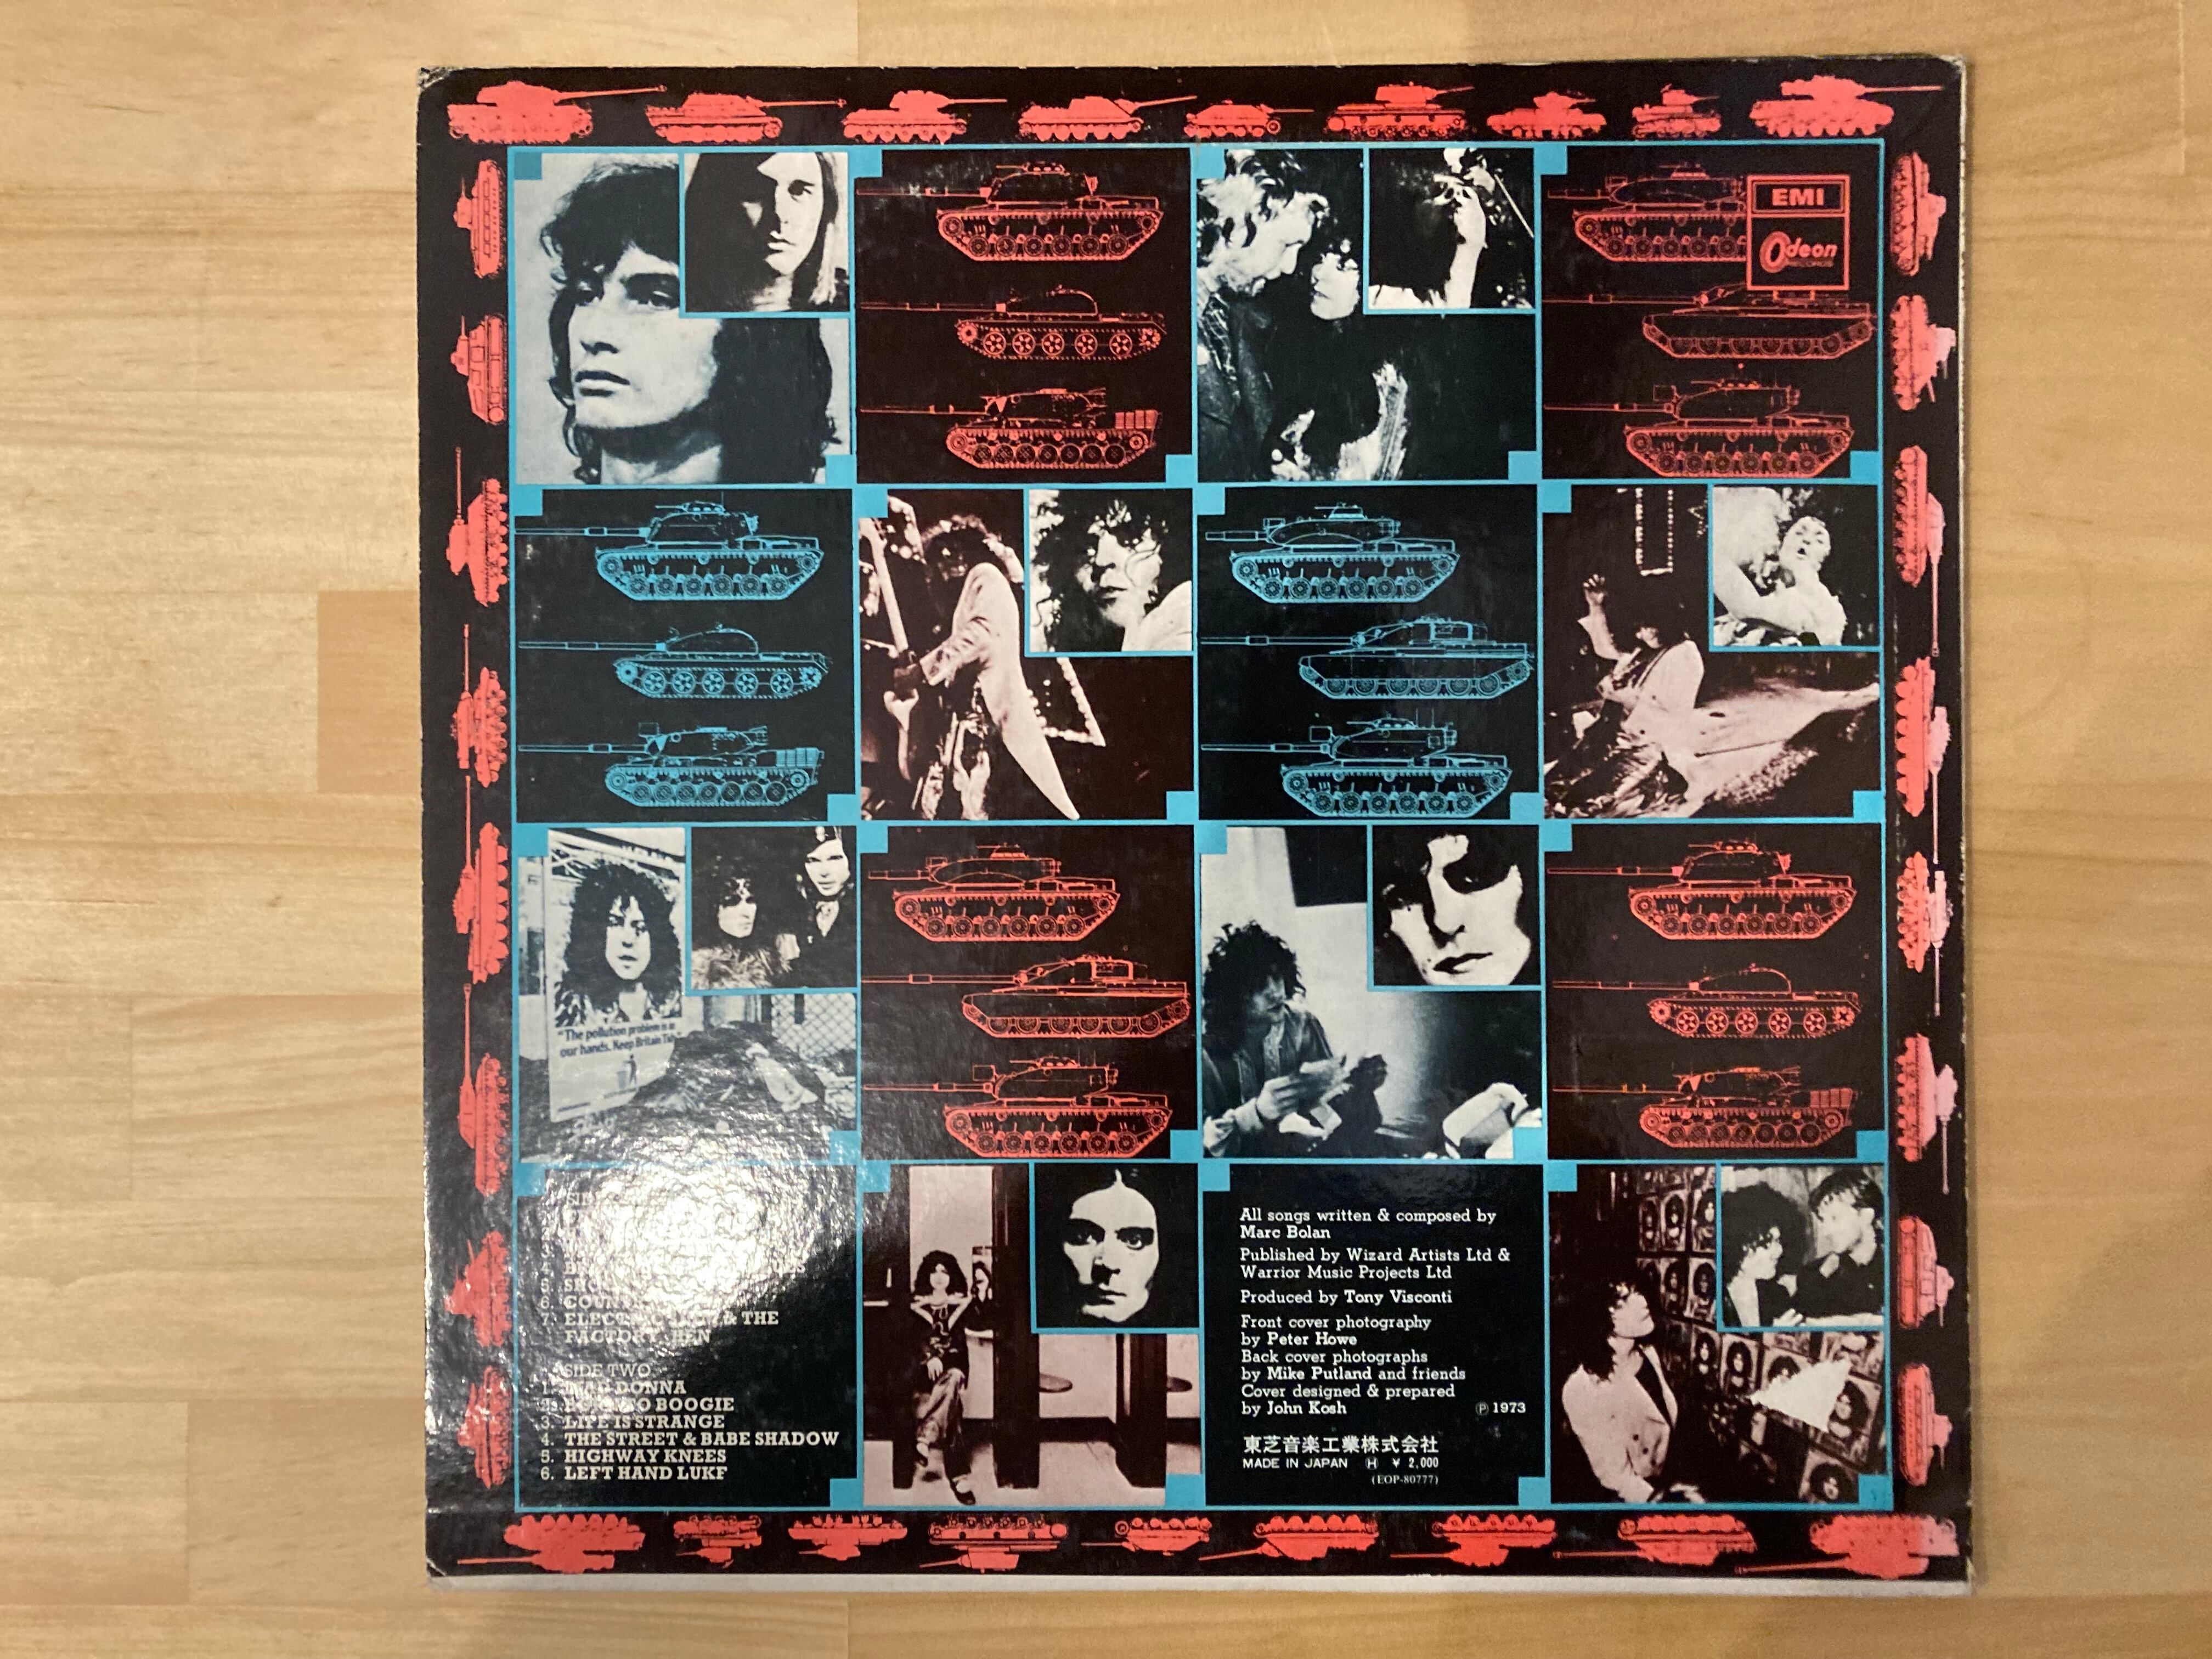 EMI
Odeon
RECORDS
"The pollution problem is in
our hands. Keep Britain Tidy
5. SHO
6. COUN
7. ELECT & THE
FACTORY HEN
SIDE TWO
1. DONNA
2. BOOGIE
3. LIFE IS STRANGE
4. THE STREET & BABE SHADOW
5. HIGHWAY KNEES
6. LEFT HAND LUKE
All songs written & composed by
Marc Bolan
Published by Wizard Artists Ltd &
Warrior Music Projects Ltd
Produced by Tony Visconti
Front cover photography
by Peter Howe
Back cover photographs
by Mike Putland and friends
Cover designed & prepared
by John Kosh
Ⓟ 1973
東芝音楽工業株式会社
MADE IN JAPAN Ⓗ ¥ 2,000
(EOP-80777)